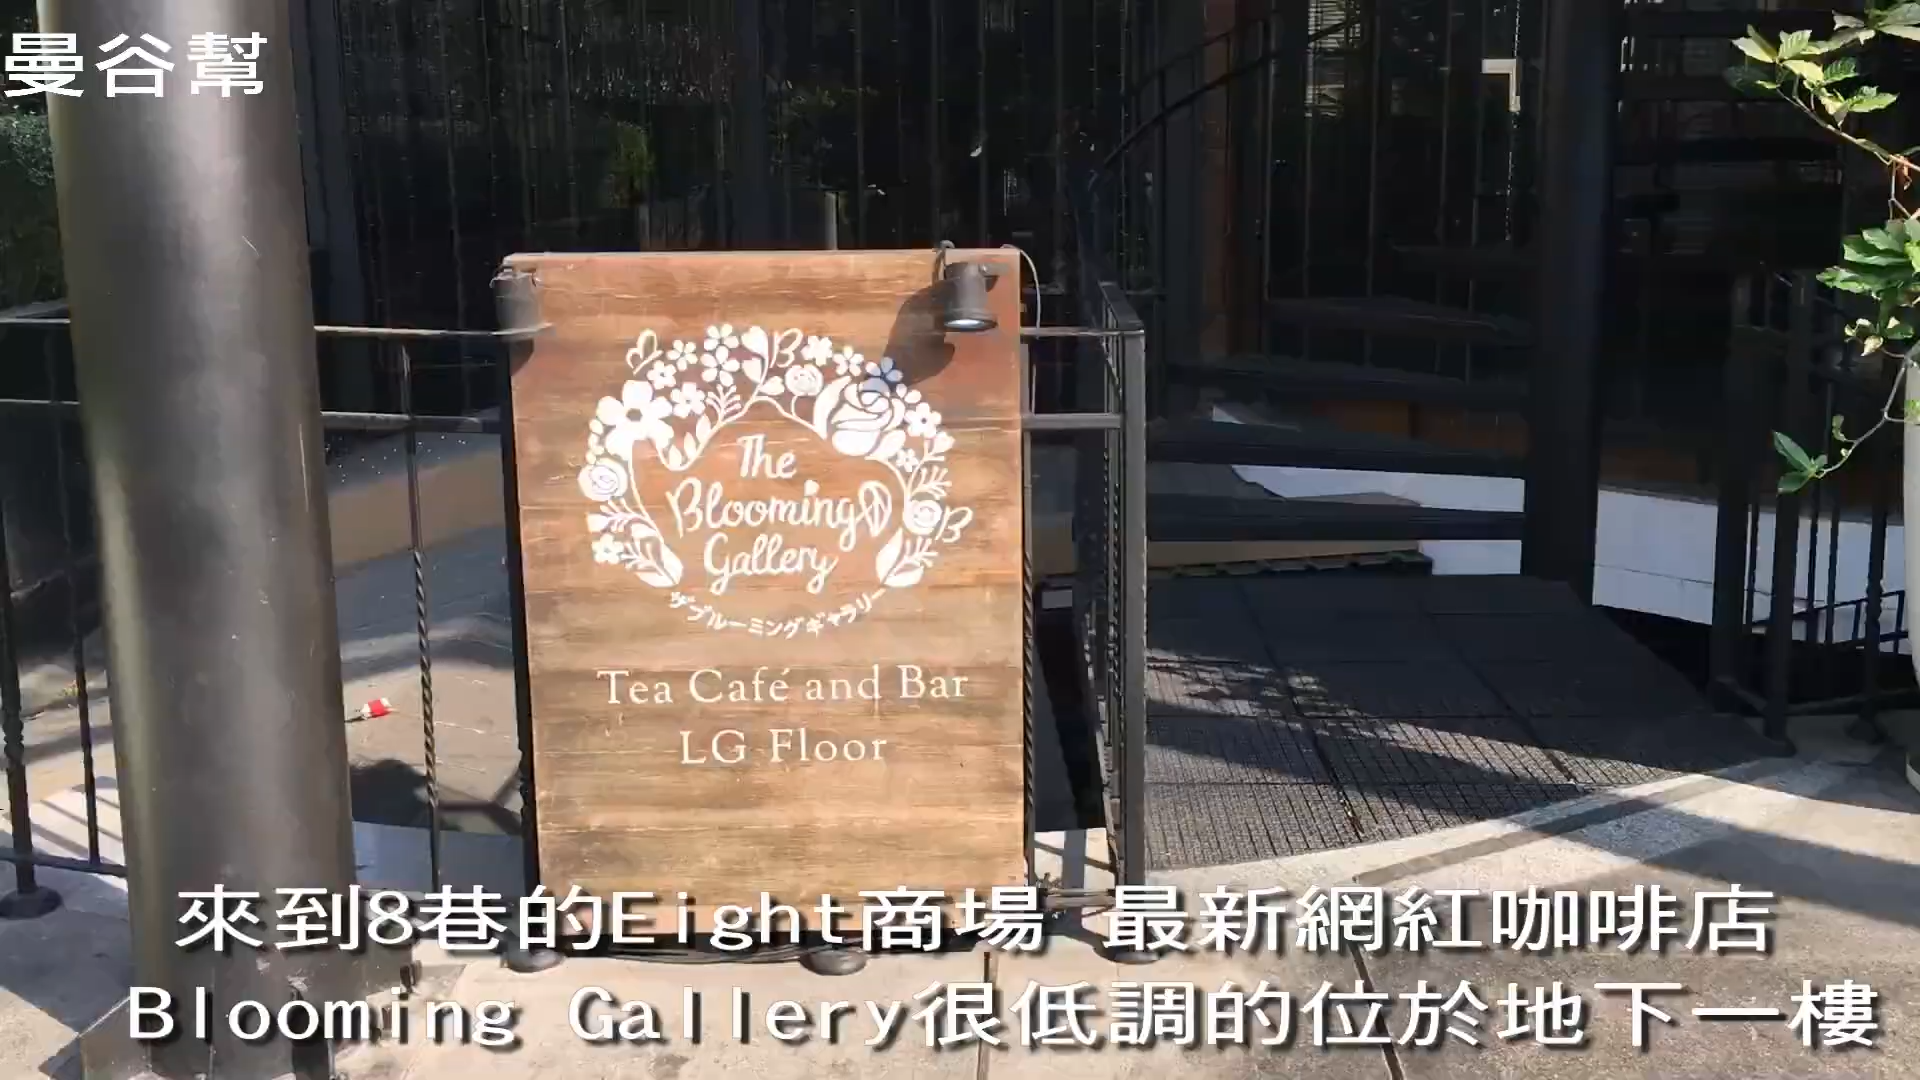 曼谷幫
B
The
Blooming
Gallery
B
ザブルーミングギャラリー
Tea Café and Bar
LG Floor
來到8巷的Eight商場 最新網紅咖啡店
Blooming Gallery很低調的位於地下一樓